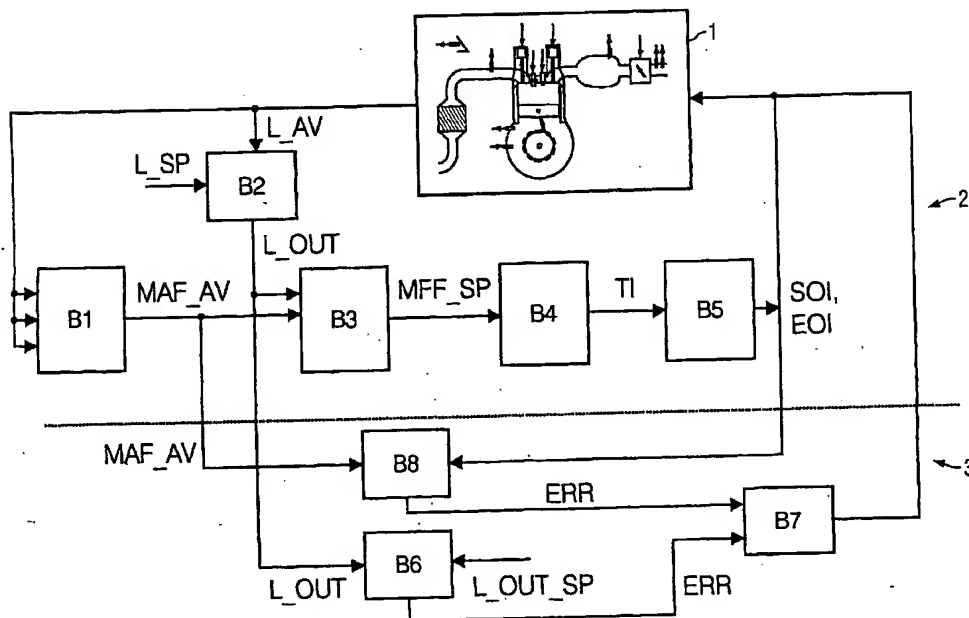 1
L_AV
L_SP
B2
2
L_OUT
MAF_AV
MFF_SP
TI
SOI,
EOI
B1
B3
B4
B5
MAF_AV
B8
3
ERR
B7
B6
L_OUT
L_OUT_SP
ERR